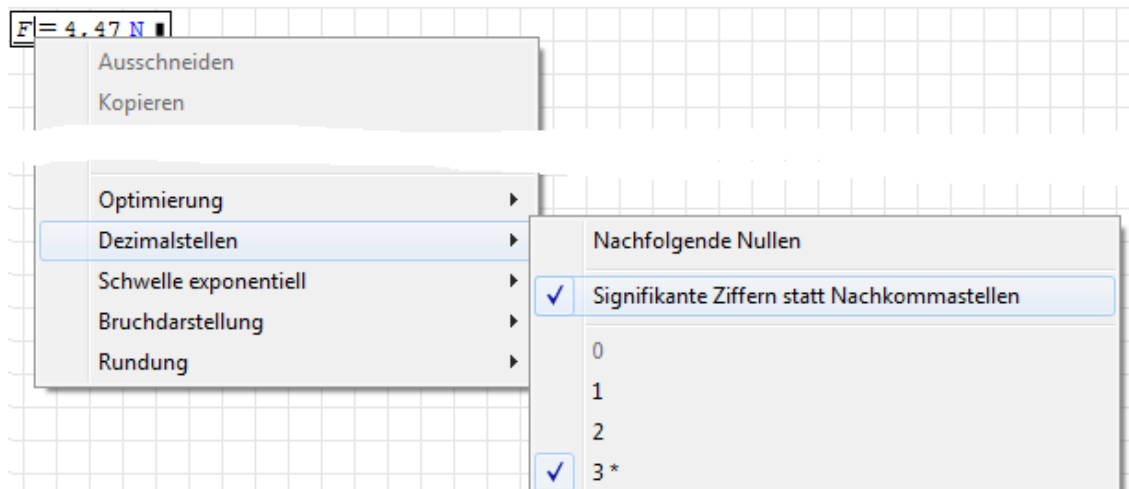 F = 4,47 N
Ausschneiden
Kopieren
Optimierung
Dezimalstellen
Schwelle exponentiell
Bruchdarstellung
Rundung
Nachfolgende Nullen
Signifikante Ziffern statt Nachkommastellen
0
1
2
3 *